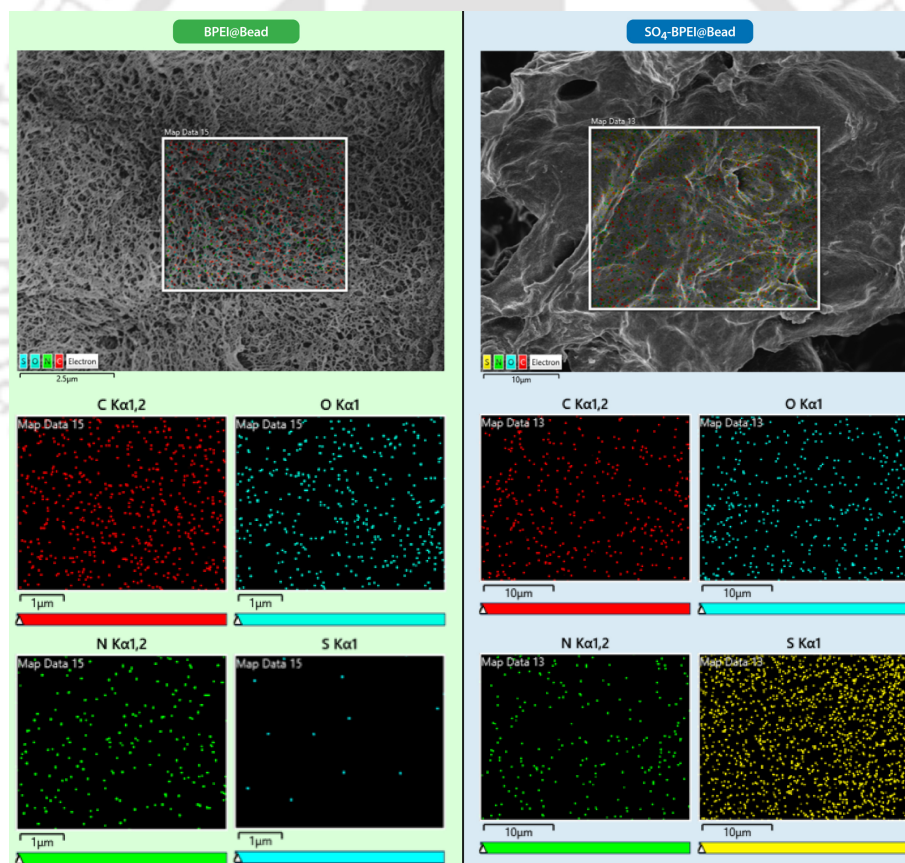 BPEI@Bead
Map Data 15
S O N C Electron
2.5μm
C Kα1,2
Map Data 15
1μm
O Kα1
Map Data 15
1μm
N Kα1,2
Map Data 15
1μm
S Kα1
Map Data 15
1μm
SO₄-BPEI@Bead
Map Data 13
S N O C Electron
10μm
C Kα1,2
Map Data 13
10μm
O Kα1
Map Data 13
10μm
N Kα1,2
Map Data 13
10μm
S Kα1
Map Data 13
10μm